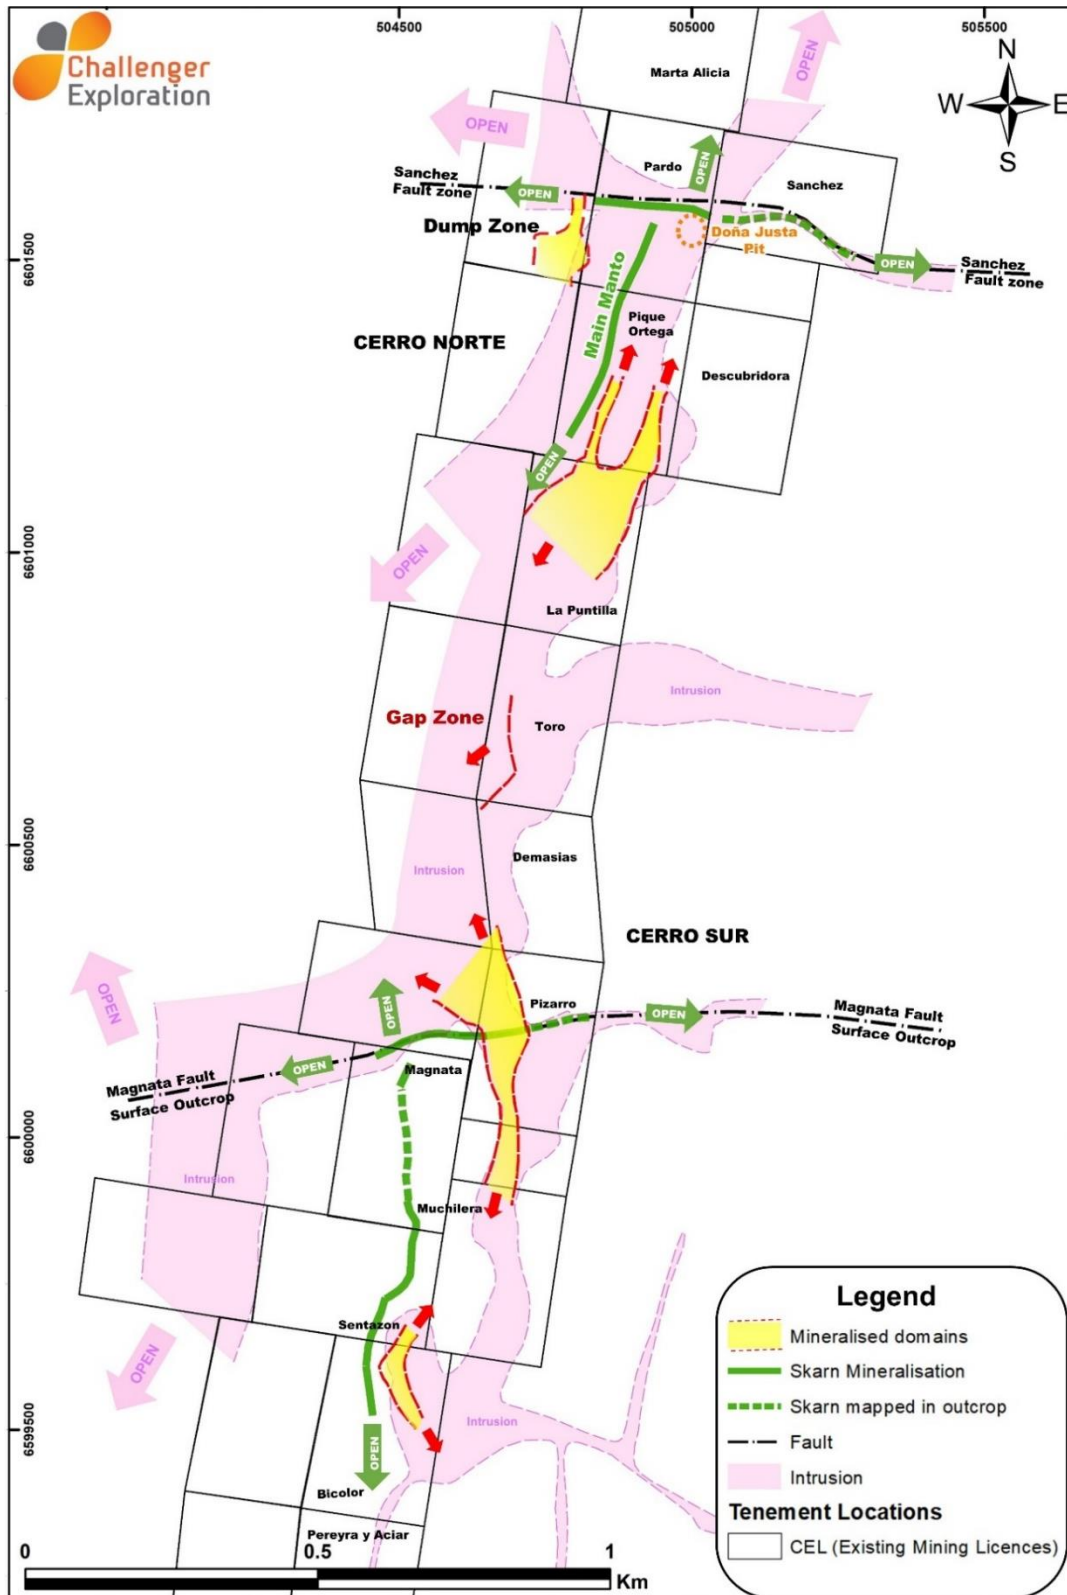 504500
505000
505500
Challenger
Exploration
N
W
E
S
Marta Alicia
OPEN
OPEN
OPEN
Pardo
Sanchez
Sanchez
Fault zone
OPEN
Dump Zone
Doña Justa
Pit
OPEN
Sanchez
Fault zone
6601500
Main Manto
Pique
Ortega
CERRO NORTE
Descubridora
OPEN
6601000
OPEN
La Puntilla
Intrusion
Gap Zone
Toro
6600500
Demasias
Intrusion
CERRO SUR
OPEN
OPEN
Pizarro
OPEN
Magnata Fault
Surface Outcrop
OPEN
Magnata
Magnata Fault
Surface Outcrop
6600000
Intrusion
Muchilera
Sentazon
OPEN
6599500
Intrusion
OPEN
Bicolor
Pereyra y Aciar
0
0.5
1
Km
Legend
Mineralised domains
Skarn Mineralisation
Skarn mapped in outcrop
Fault
Intrusion
Tenement Locations
CEL (Existing Mining Licences)